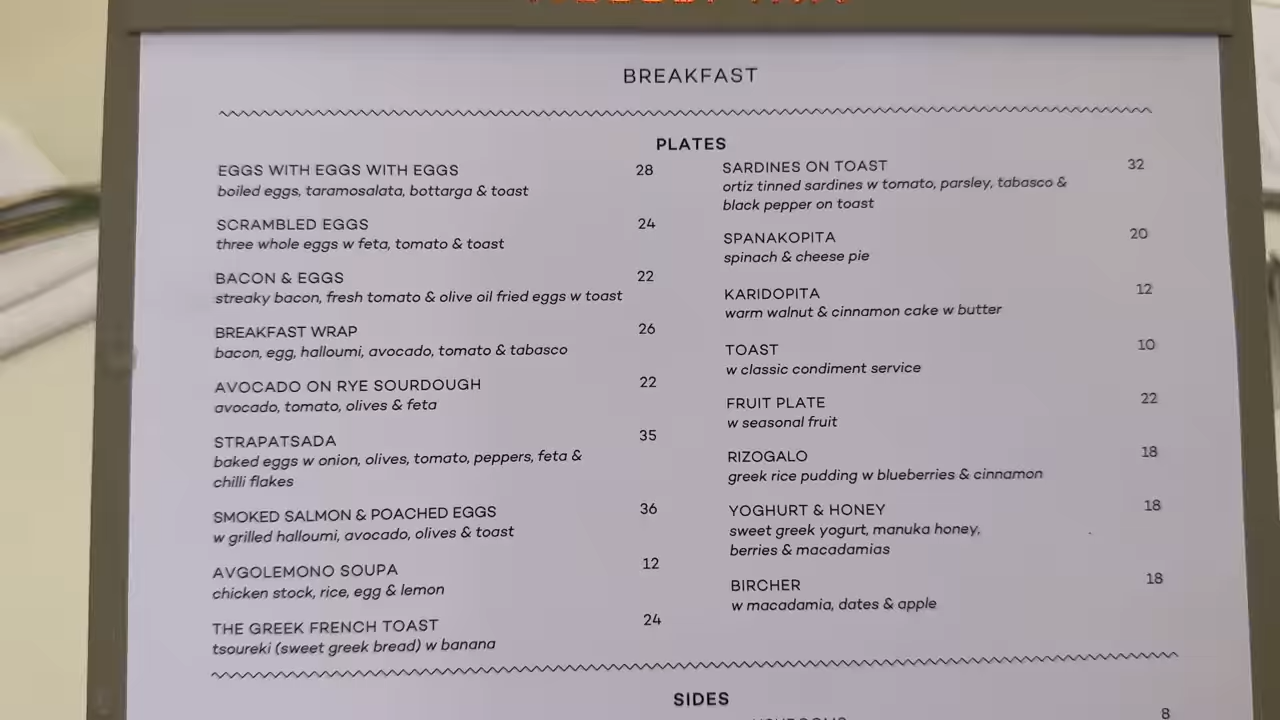 BREAKFAST
PLATES
EGGS WITH EGGS WITH EGGS 28
boiled eggs, taramosalata, bottarga & toast
SCRAMBLED EGGS 24
three whole eggs w feta, tomato & toast
BACON & EGGS 22
streaky bacon, fresh tomato & olive oil fried eggs w toast
BREAKFAST WRAP 26
bacon, egg, halloumi, avocado, tomato & tabasco
AVOCADO ON RYE SOURDOUGH 22
avocado, tomato, olives & feta
STRAPATSADA 35
baked eggs w onion, olives, tomato, peppers, feta &
chilli flakes
SMOKED SALMON & POACHED EGGS 36
w grilled halloumi, avocado, olives & toast
AVGOLEMONO SOUPA 12
chicken stock, rice, egg & lemon
THE GREEK FRENCH TOAST 24
tsoureki (sweet greek bread) w banana
SARDINES ON TOAST 32
ortiz tinned sardines w tomato, parsley, tabasco &
black pepper on toast
SPANAKOPITA 20
spinach & cheese pie
KARIDOPITA 12
warm walnut & cinnamon cake w butter
TOAST 10
w classic condiment service
FRUIT PLATE 22
w seasonal fruit
RIZOGALO 18
greek rice pudding w blueberries & cinnamon
YOGHURT & HONEY 18
sweet greek yogurt, manuka honey,
berries & macadamias
BIRCHER 18
w macadamia, dates & apple
SIDES
8